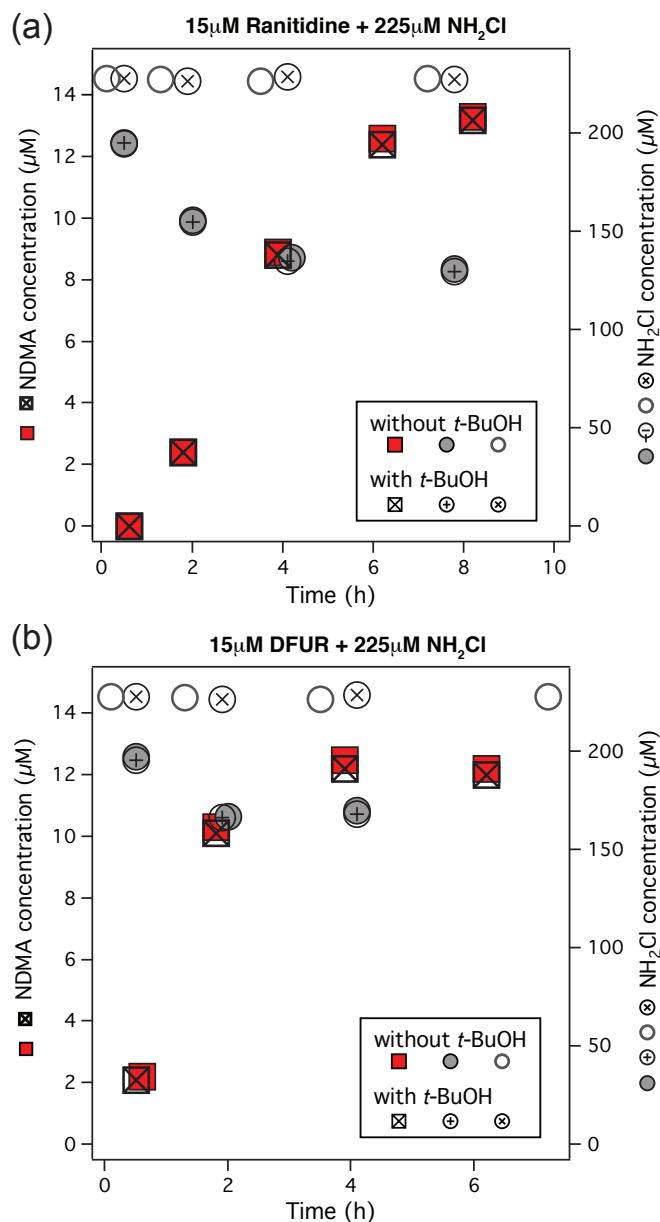 (a)
15µM Ranitidine + 225µM NH₂Cl
14
12
10
8
6
4
2
0
NDMA concentration (µM)
200
150
100
50
0
NH₂Cl concentration (µM)
without t-BuOH
with t-BuOH
0 2 4 6 8 10
Time (h)
(b)
15µM DFUR + 225µM NH₂Cl
14
12
10
8
6
4
2
0
NDMA concentration (µM)
200
150
100
50
0
NH₂Cl concentration (µM)
without t-BuOH
with t-BuOH
0 2 4 6
Time (h)